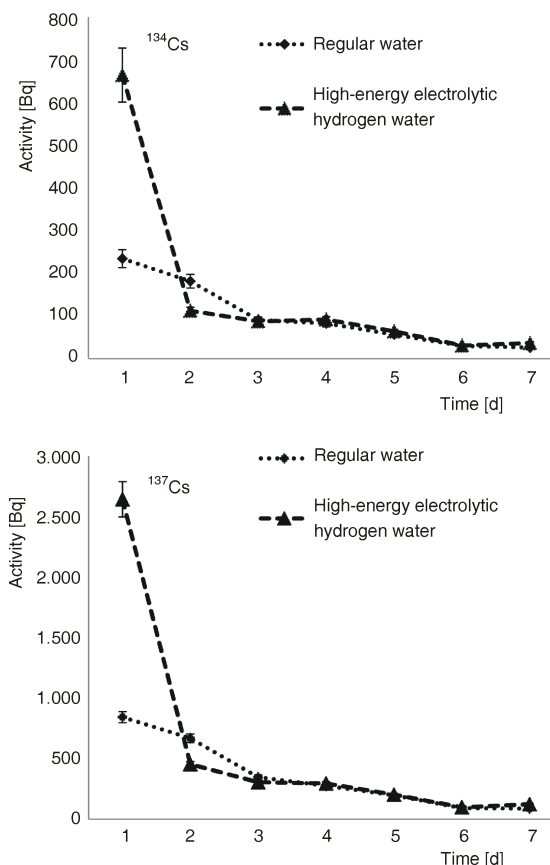 800
700
600
500
400
300
200
100
0
Activity [Bq]
¹³⁴Cs
Regular water
High-energy electrolytic
hydrogen water
1 2 3 4 5 6 7
Time [d]
3.000
2.500
2.000
1.500
1.000
500
0
Activity [Bq]
¹³⁷Cs
Regular water
High-energy electrolytic
hydrogen water
1 2 3 4 5 6 7
Time [d]